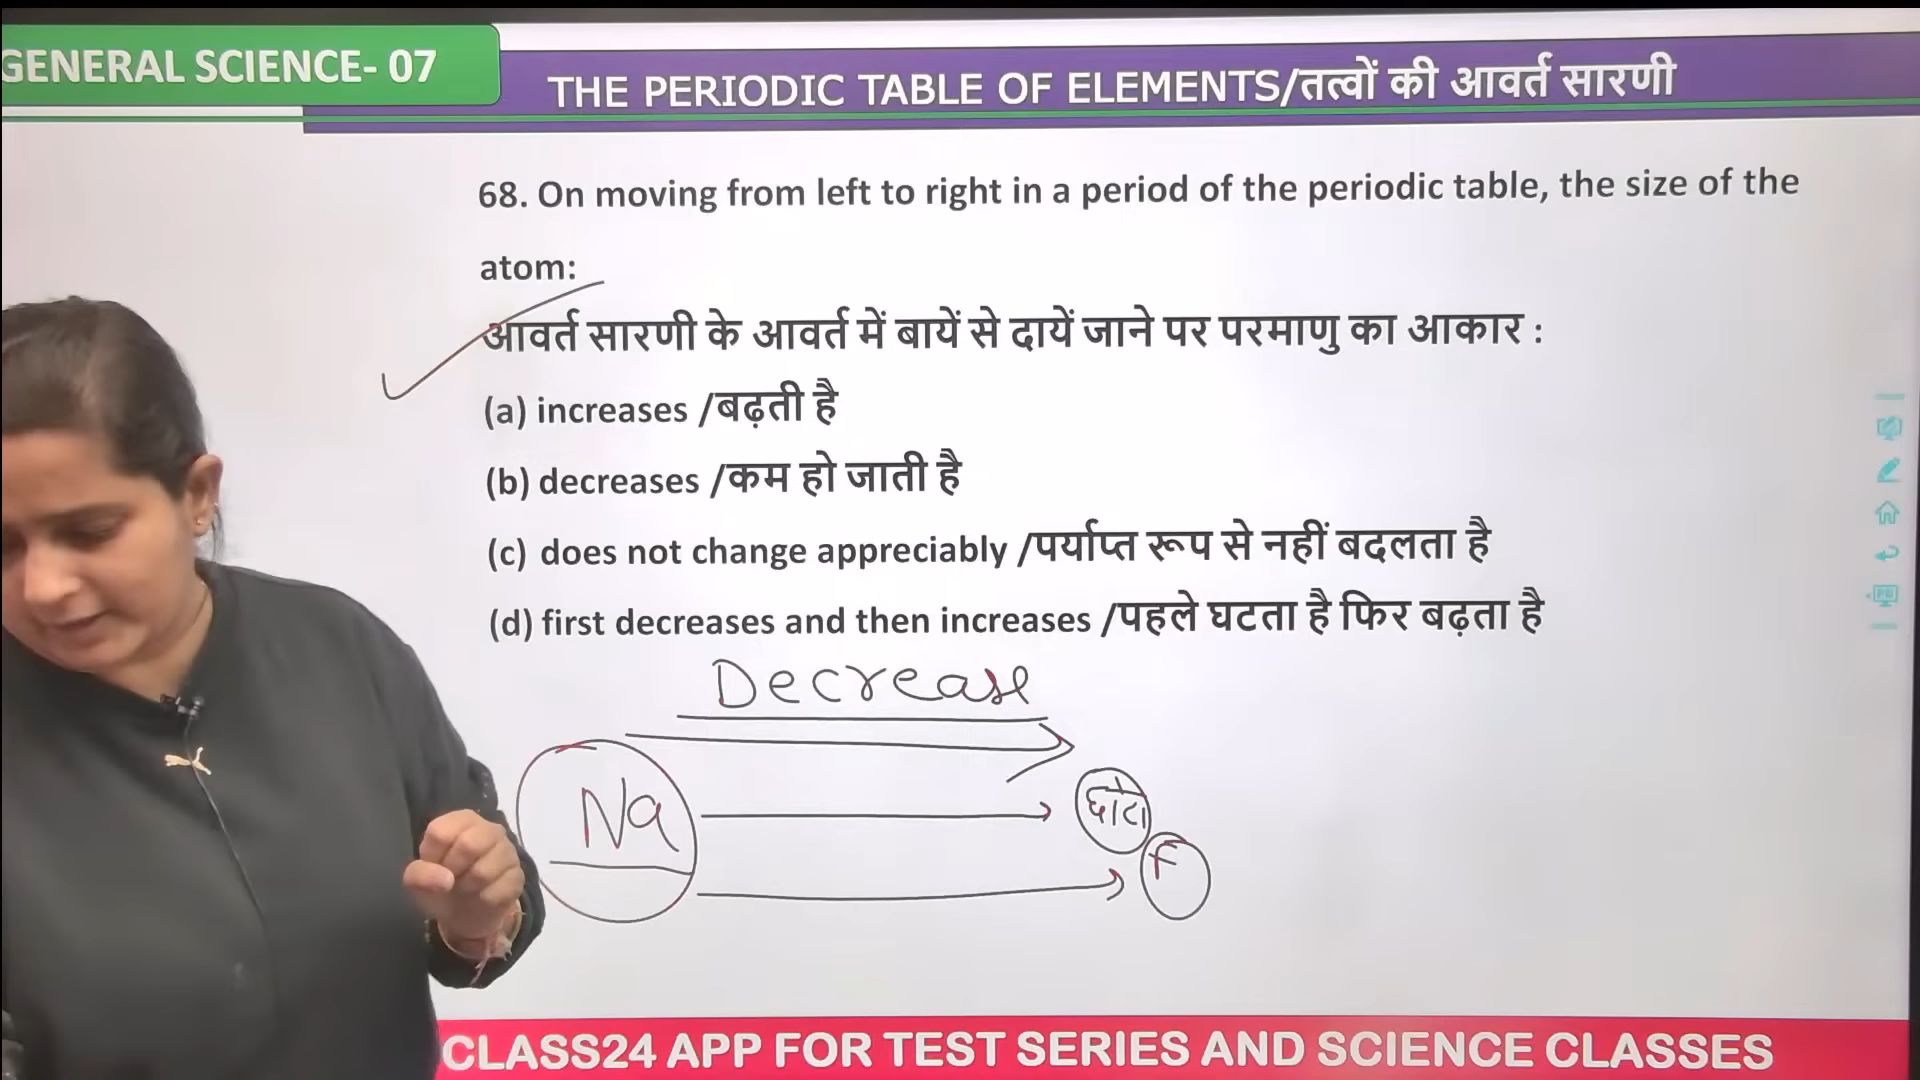 GENERAL SCIENCE- 07
THE PERIODIC TABLE OF ELEMENTS/तत्वों की आवर्त सारणी
68. On moving from left to right in a period of the periodic table, the size of the
atom:
आवर्त सारणी के आवर्त में बायें से दायें जाने पर परमाणु का आकार :
(a) increases /बढ़ती है
(b) decreases /कम हो जाती है
(c) does not change appreciably /पर्याप्त रूप से नहीं बदलता है
(d) first decreases and then increases /पहले घटता है फिर बढ़ता है
Decrease
Na
छोटा
F
CLASS24 APP FOR TEST SERIES AND SCIENCE CLASSES